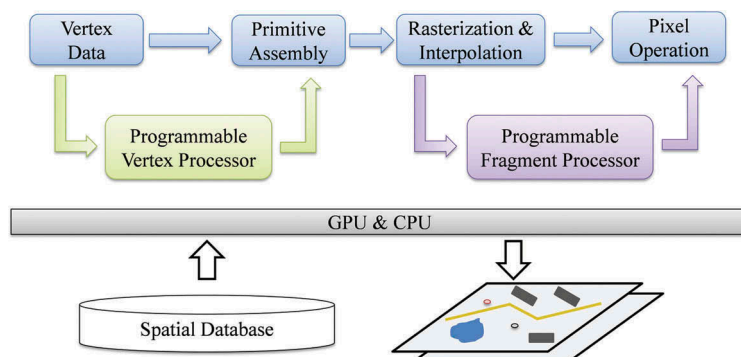 Vertex
Data
Primitive
Assembly
Rasterization &
Interpolation
Pixel
Operation
Programmable
Vertex Processor
Programmable
Fragment Processor
GPU & CPU
Spatial Database